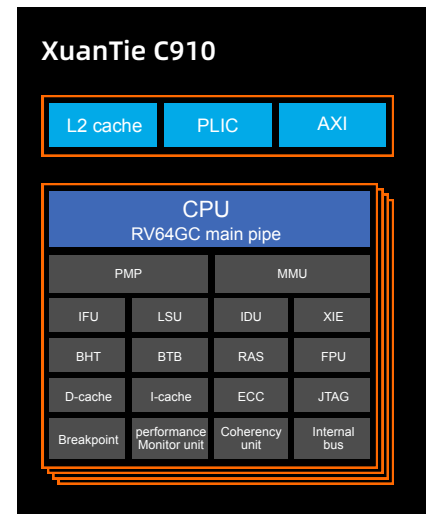 XuanTie C910
L2 cache PLIC AXI
CPU
RV64GC main pipe
PMP MMU
IFU LSU IDU XIE
BHT BTB RAS FPU
D-cache I-cache ECC JTAG
Breakpoint performance Monitor unit Coherency unit Internal bus